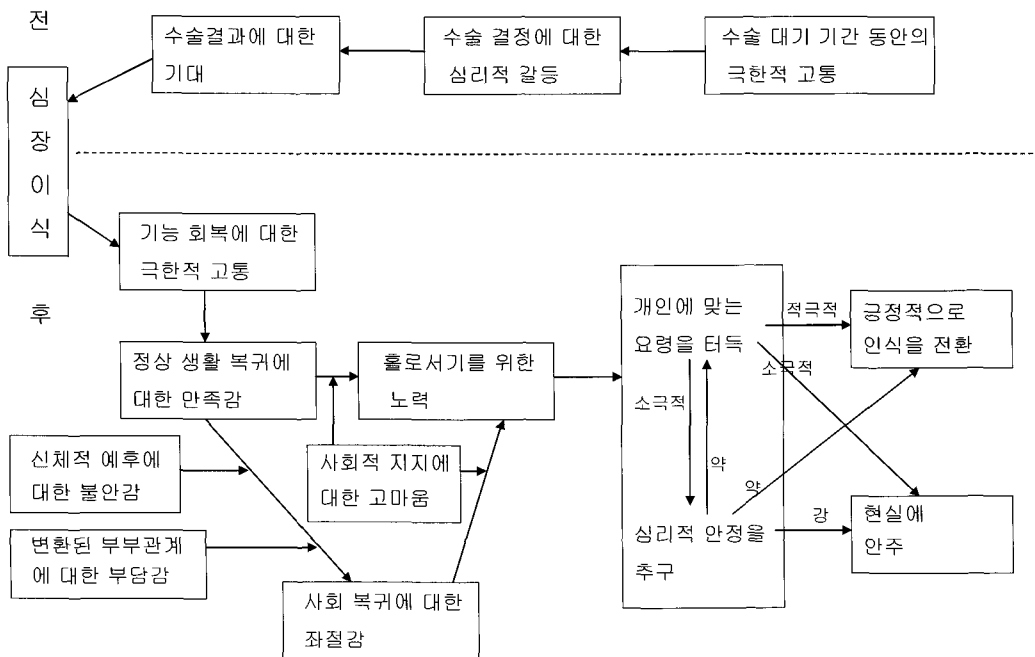 전
수술결과에 대한
기대
수술 결정에 대한
심리적 갈등
수술 대기 기간 동안의
극한적 고통
심
장
이
식
기능 회복에 대한
극한적 고통
후
정상 생활 복귀에
대한 만족감
홀로서기를 위한
노력
개인에 맞는
요령을 터득
적극적
긍정적으로
인식을 전환
소극적
소극적
신체적 예후에
대한 불안감
사회적 지지에
대한 고마움
약
약
강
변환된 부부관계
에 대한 부담감
심리적 안정을
추구
현실에
안주
사회 복귀에 대한
좌절감